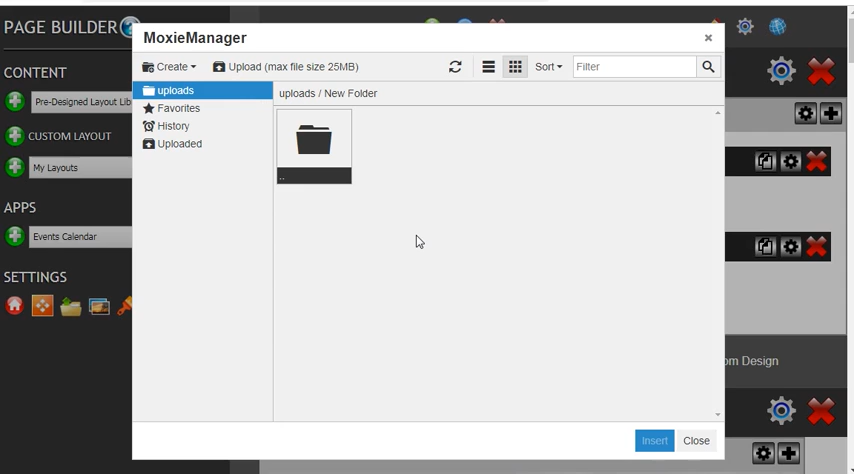 PAGE BUILDER
CONTENT
Pre-Designed Layout Lib
CUSTOM LAYOUT
My Layouts
APPS
Events Calendar
SETTINGS
MoxieManager
×
Create
Upload (max file size 25MB)
Sort
Filter
uploads
Favorites
History
Uploaded
uploads / New Folder
..
Insert
Close
om Design